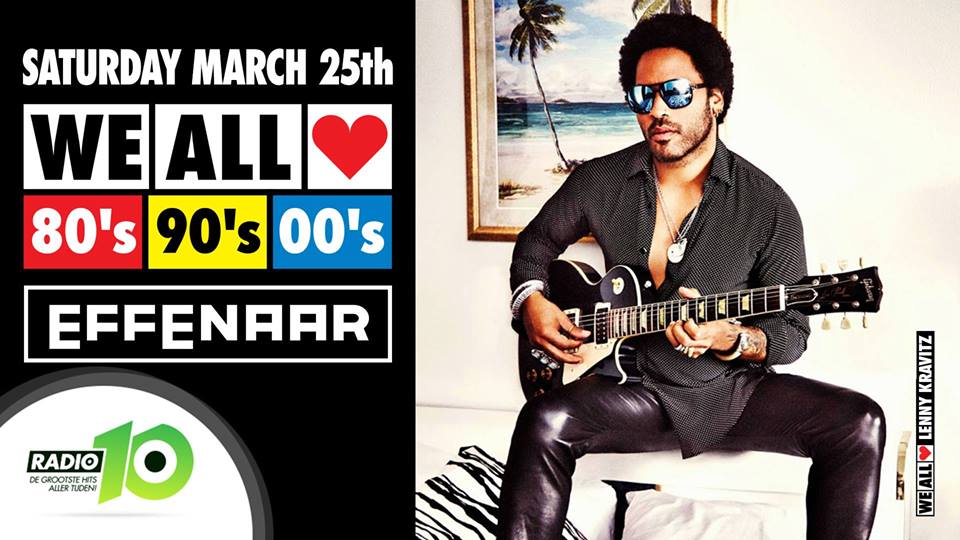 SATURDAY MARCH 25th
WE ALL ♥
80's 90's 00's
EFFENAAR
RADIO 10
DE GROOTSTE HITS
ALLER TIJDEN!
Gibson
WE ALL ♥ LENNY KRAVITZ